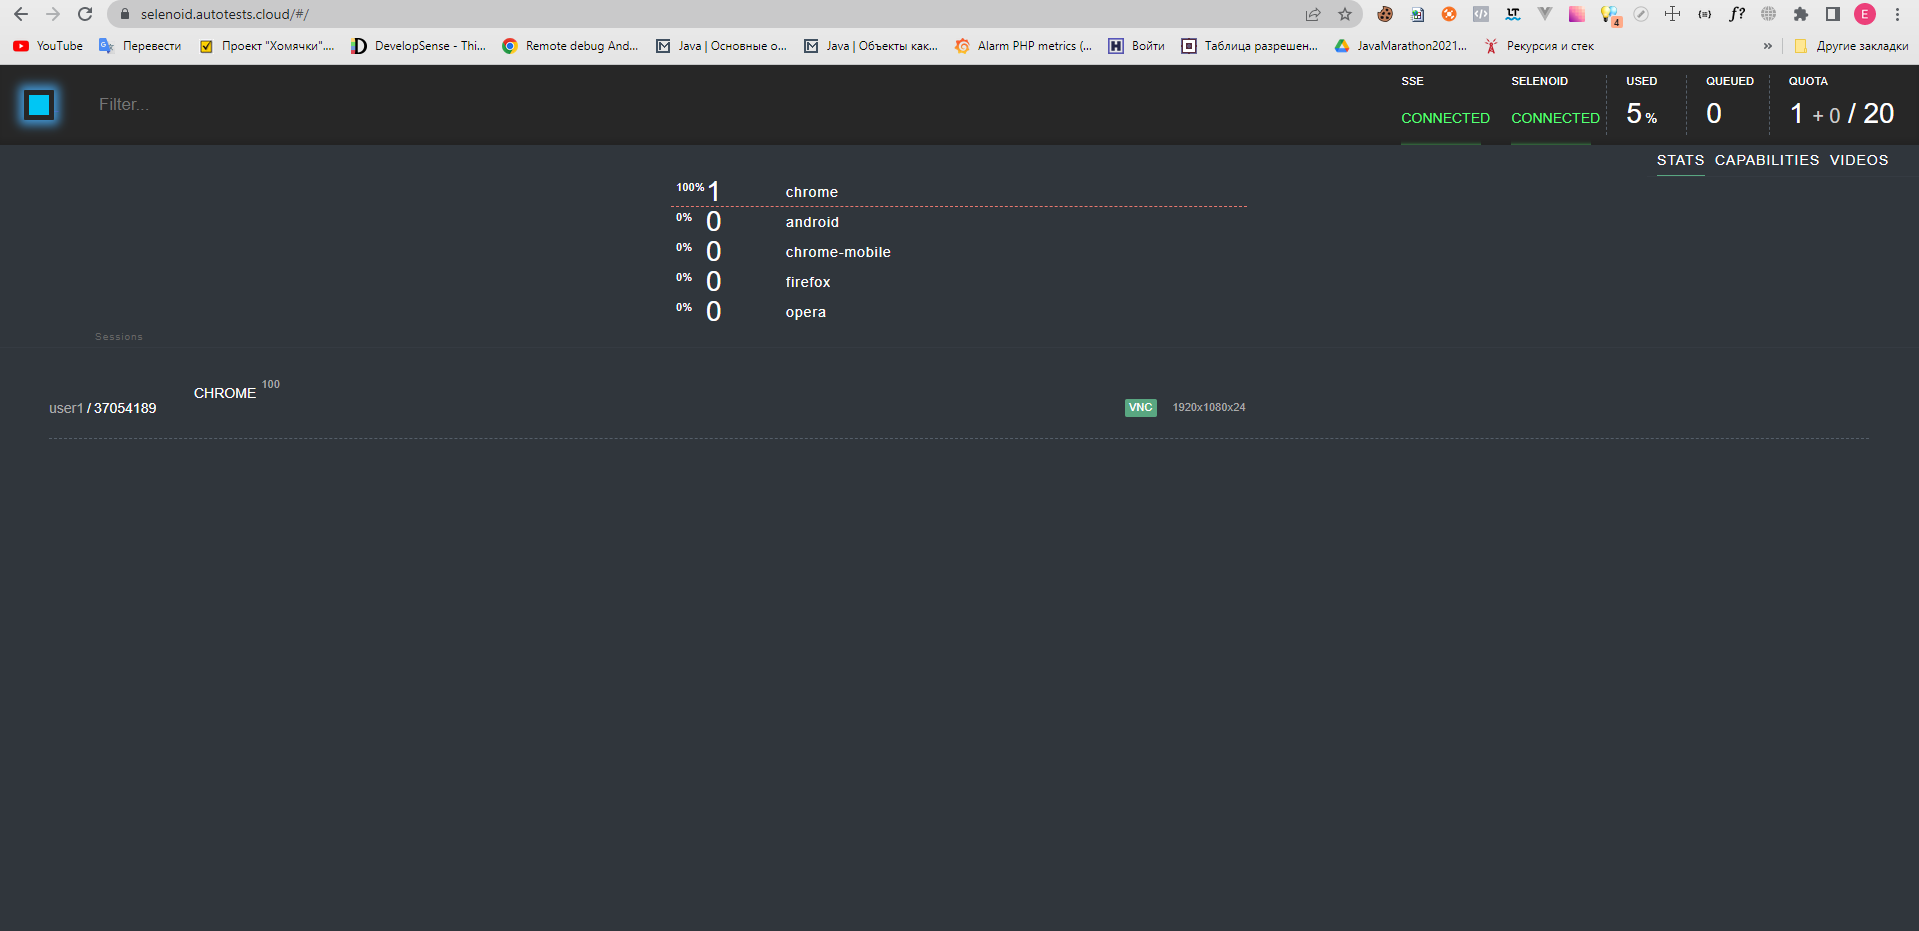 selenoid.autotests.cloud/#/
4
LT
f?
E
YouTube
Перевести
Проект "Хомячки"....
DevelopSense - Thi...
Remote debug And...
Java | Основные о...
Java | Объекты как...
Alarm PHP metrics (...
Войти
Таблица разрешен...
JavaMarathon2021...
Рекурсия и стек
»
Другие закладки
Filter...
SSE
CONNECTED
SELENOID
CONNECTED
USED
5 %
QUEUED
0
QUOTA
1 + 0 / 20
STATS CAPABILITIES VIDEOS
100% 1 chrome
0% 0 android
0% 0 chrome-mobile
0% 0 firefox
0% 0 opera
Sessions
user1 / 37054189
CHROME 100
VNC 1920x1080x24